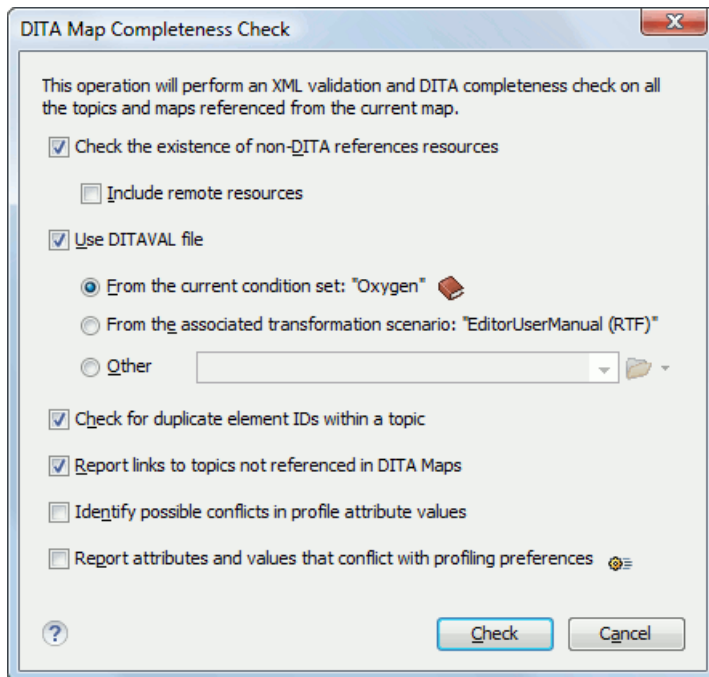 DITA Map Completeness Check
This operation will perform an XML validation and DITA completeness check on all
the topics and maps referenced from the current map.
Check the existence of non-DITA references resources
Include remote resources
Use DITAVAL file
From the current condition set: "Oxygen"
From the associated transformation scenario: "EditorUserManual (RTF)"
Other
Check for duplicate element IDs within a topic
Report links to topics not referenced in DITA Maps
Identify possible conflicts in profile attribute values
Report attributes and values that conflict with profiling preferences
?
Check
Cancel